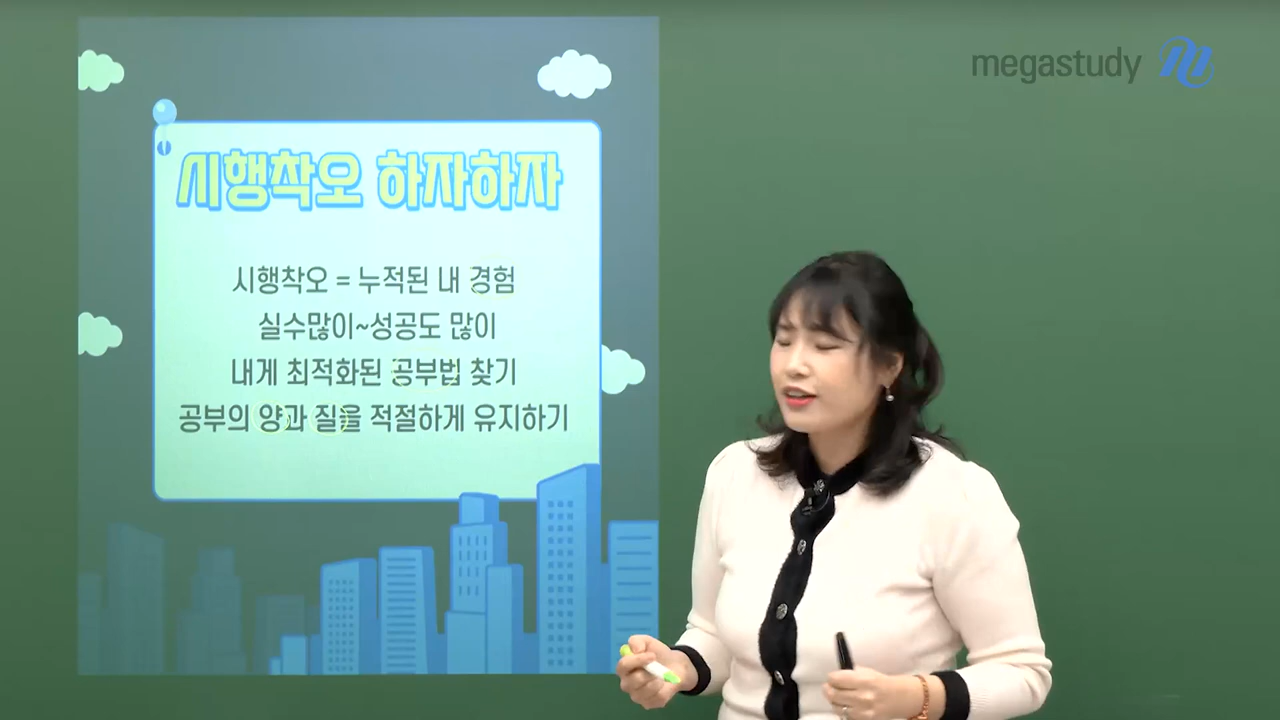 megastudy
시행착오 하자하자
시행착오 = 누적된 내 경험
실수많이~성공도 많이
내게 최적화된 공부법 찾기
공부의 양과 질을 적절하게 유지하기